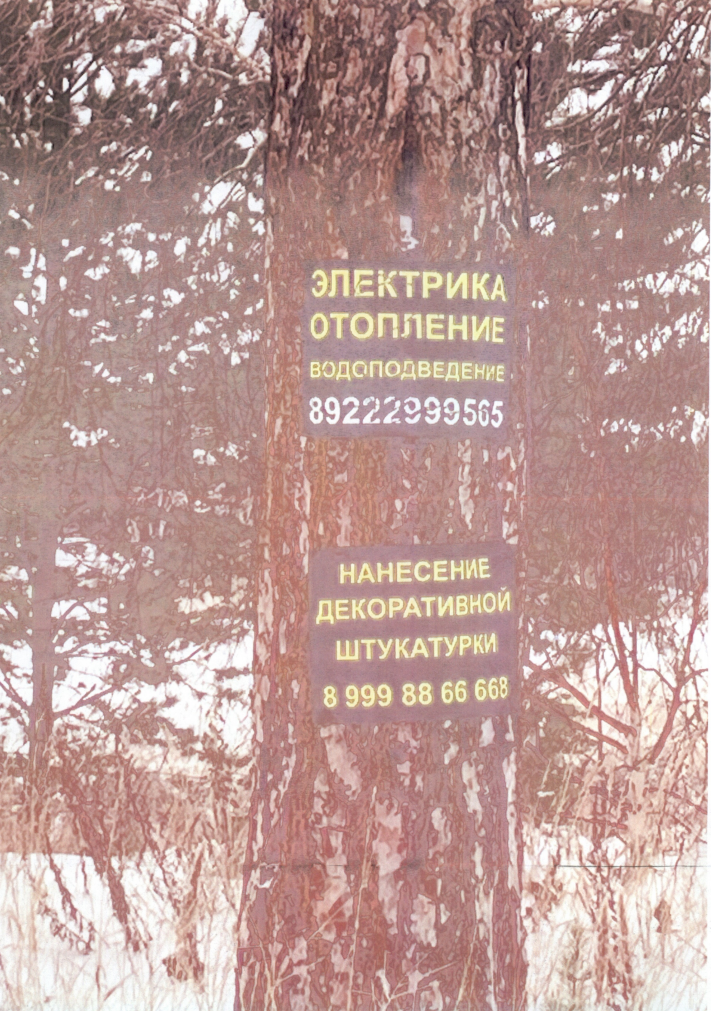 ЭЛЕКТРИКА
ОТОПЛЕНИЕ
ВОДОПОДВЕДЕНИЕ
89222999565
НАНЕСЕНИЕ
ДЕКОРАТИВНОЙ
ШТУКАТУРКИ
8 999 88 66 668